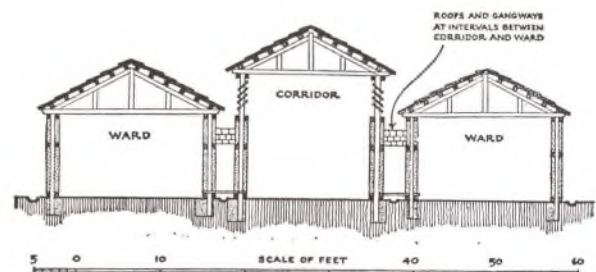 ROOFS AND GANGWAYS
AT INTERVALS BETWEEN
CORRIDOR AND WARD
CORRIDOR
WARD
WARD
5 0 10 SCALE OF FEET 40 50 60